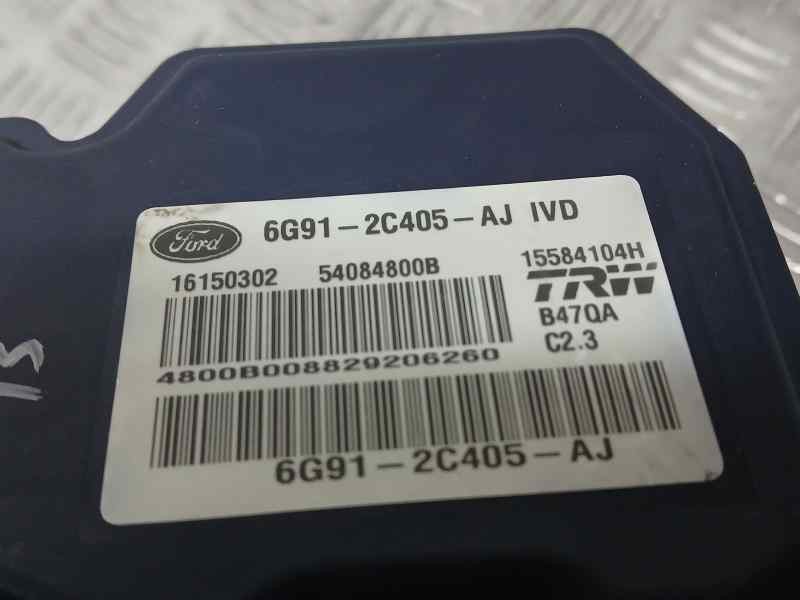 Ford 6G91-2C405-AJ IVD
16150302 54084800B 15584104H
TRW
B47QA
C2.3
4800B008829206260
6G91-2C405-AJ